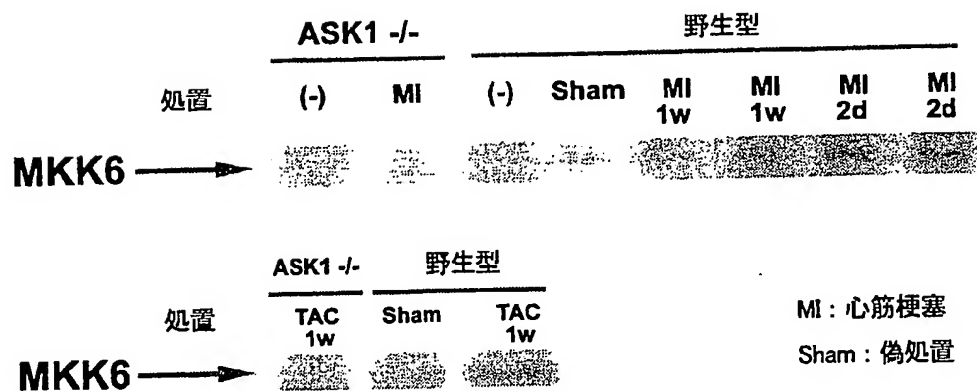 ASK1 -/- 野生型
処置 (-) MI (-) Sham MI 1w MI 1w MI 2d MI 2d
MKK6
ASK1 -/- 野生型
処置 TAC 1w Sham TAC 1w
MKK6
MI：心筋梗塞
Sham：偽処置